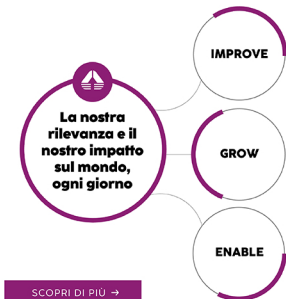 IMPROVE
La nostra
rilevanza e il
nostro impatto
sul mondo,
ogni giorno
GROW
ENABLE
SCOPRI DI PIÙ →